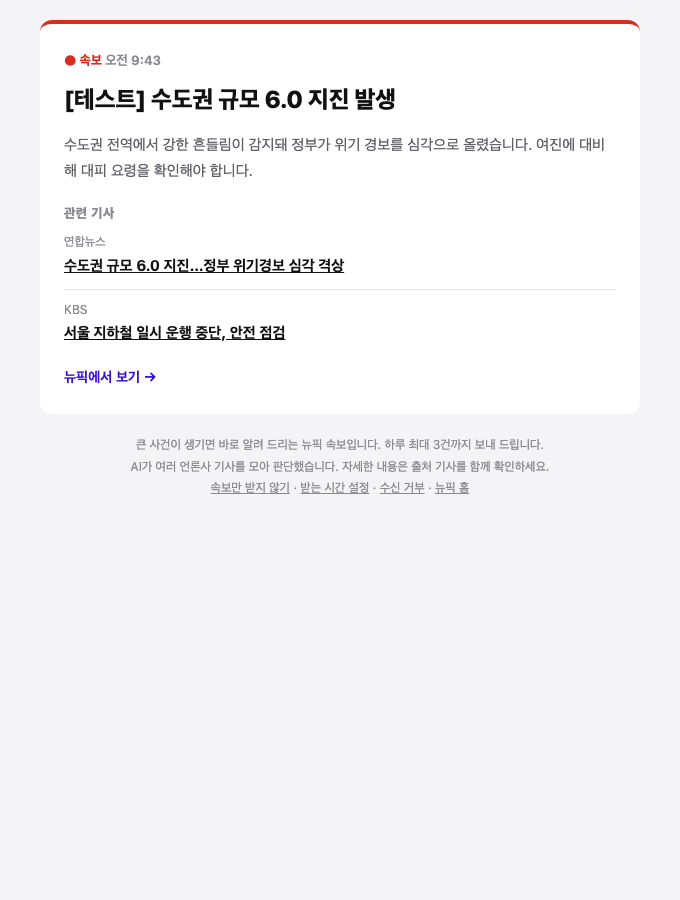 속보 오전 9:43
[테스트] 수도권 규모 6.0 지진 발생
수도권 전역에서 강한 흔들림이 감지돼 정부가 위기 경보를 심각으로 올렸습니다. 여진에 대비
해 대피 요령을 확인해야 합니다.
관련 기사
연합뉴스
수도권 규모 6.0 지진…정부 위기경보 심각 격상
KBS
서울 지하철 일시 운행 중단, 안전 점검
뉴픽에서 보기 →
큰 사건이 생기면 바로 알려 드리는 뉴픽 속보입니다. 하루 최대 3건까지 보내 드립니다.
AI가 여러 언론사 기사를 모아 판단했습니다. 자세한 내용은 출처 기사를 함께 확인하세요.
속보만 받지 않기 · 받는 시간 설정 · 수신 거부 · 뉴픽 홈